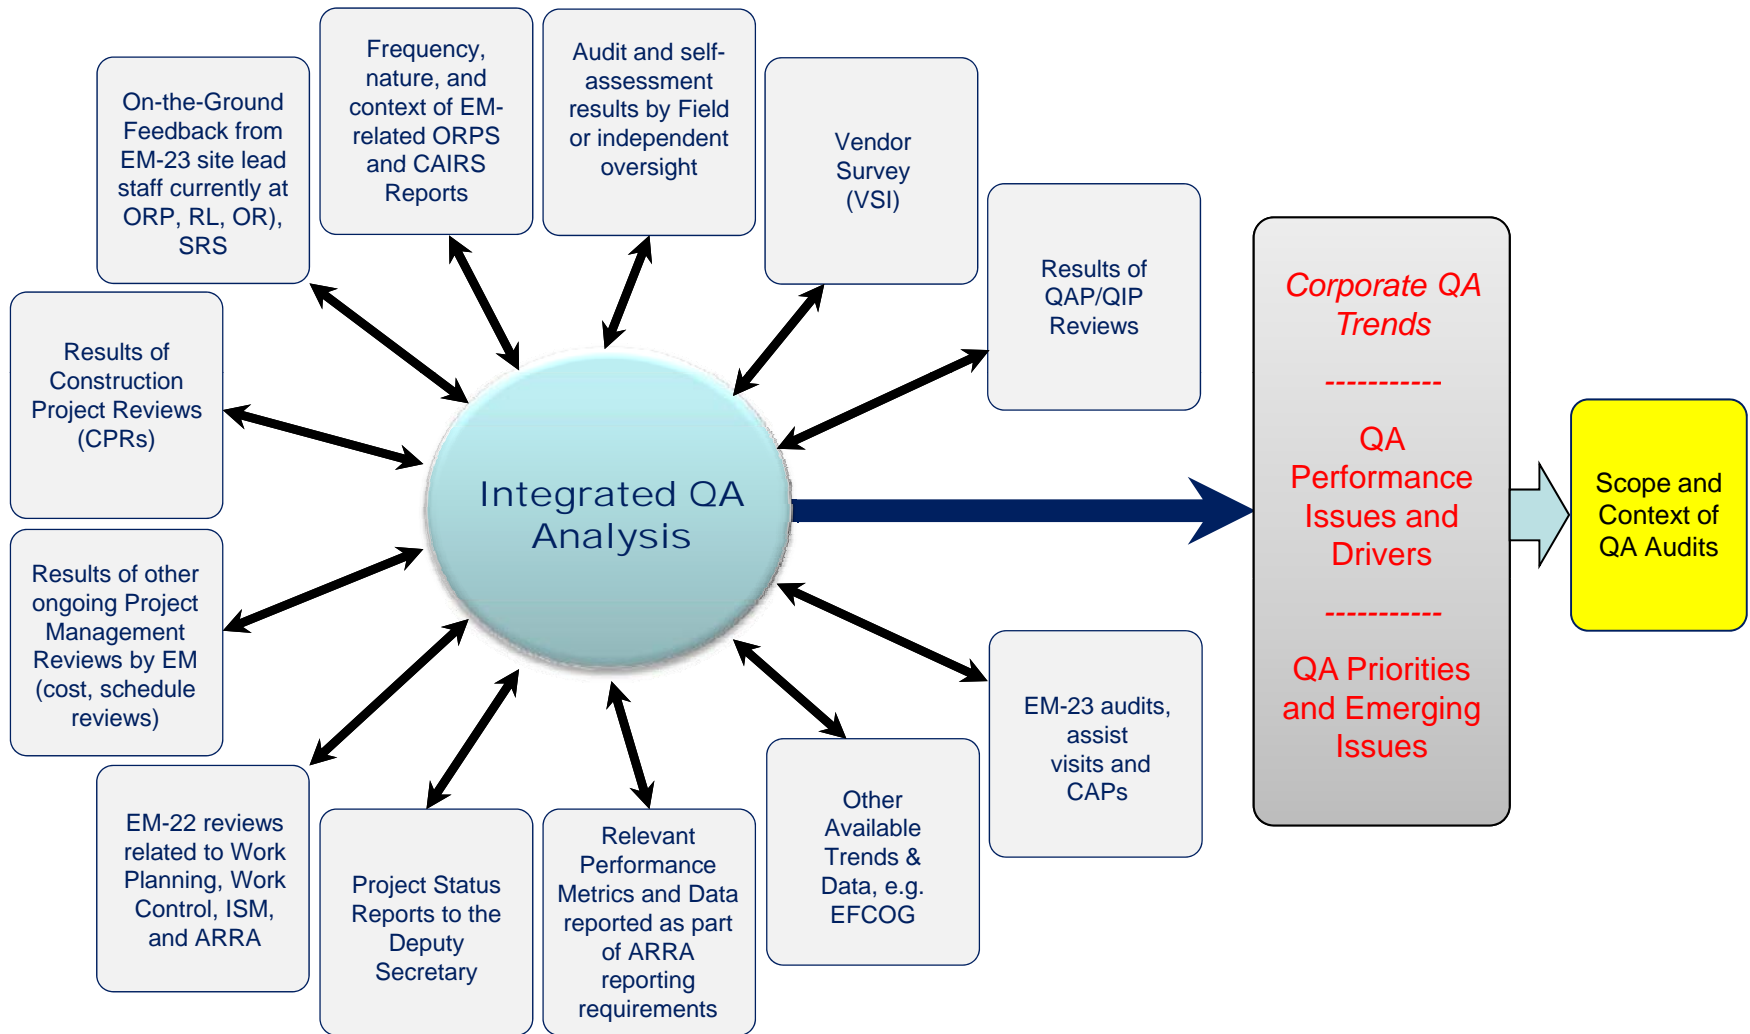 On-the-Ground
Feedback from
EM-23 site lead
staff currently at
ORP, RL, OR),
SRS
Frequency,
nature, and
context of EM-
related ORPS
and CAIRS
Reports
Audit and self-
assessment
results by Field
or independent
oversight
Vendor
Survey
(VSI)
Results of
QAP/QIP
Reviews
Results of
Construction
Project Reviews
(CPRs)
Integrated QA
Analysis
Corporate QA
Trends
-----------
QA
Performance
Issues and
Drivers
-----------
QA Priorities
and Emerging
Issues
Scope and
Context of
QA Audits
Results of other
ongoing Project
Management
Reviews by EM
(cost, schedule
reviews)
EM-22 reviews
related to Work
Planning, Work
Control, ISM,
and ARRA
Project Status
Reports to the
Deputy
Secretary
Relevant
Performance
Metrics and Data
reported as part
of ARRA
reporting
requirements
Other
Available
Trends &
Data, e.g.
EFCOG
EM-23 audits,
assist
visits and
CAPs